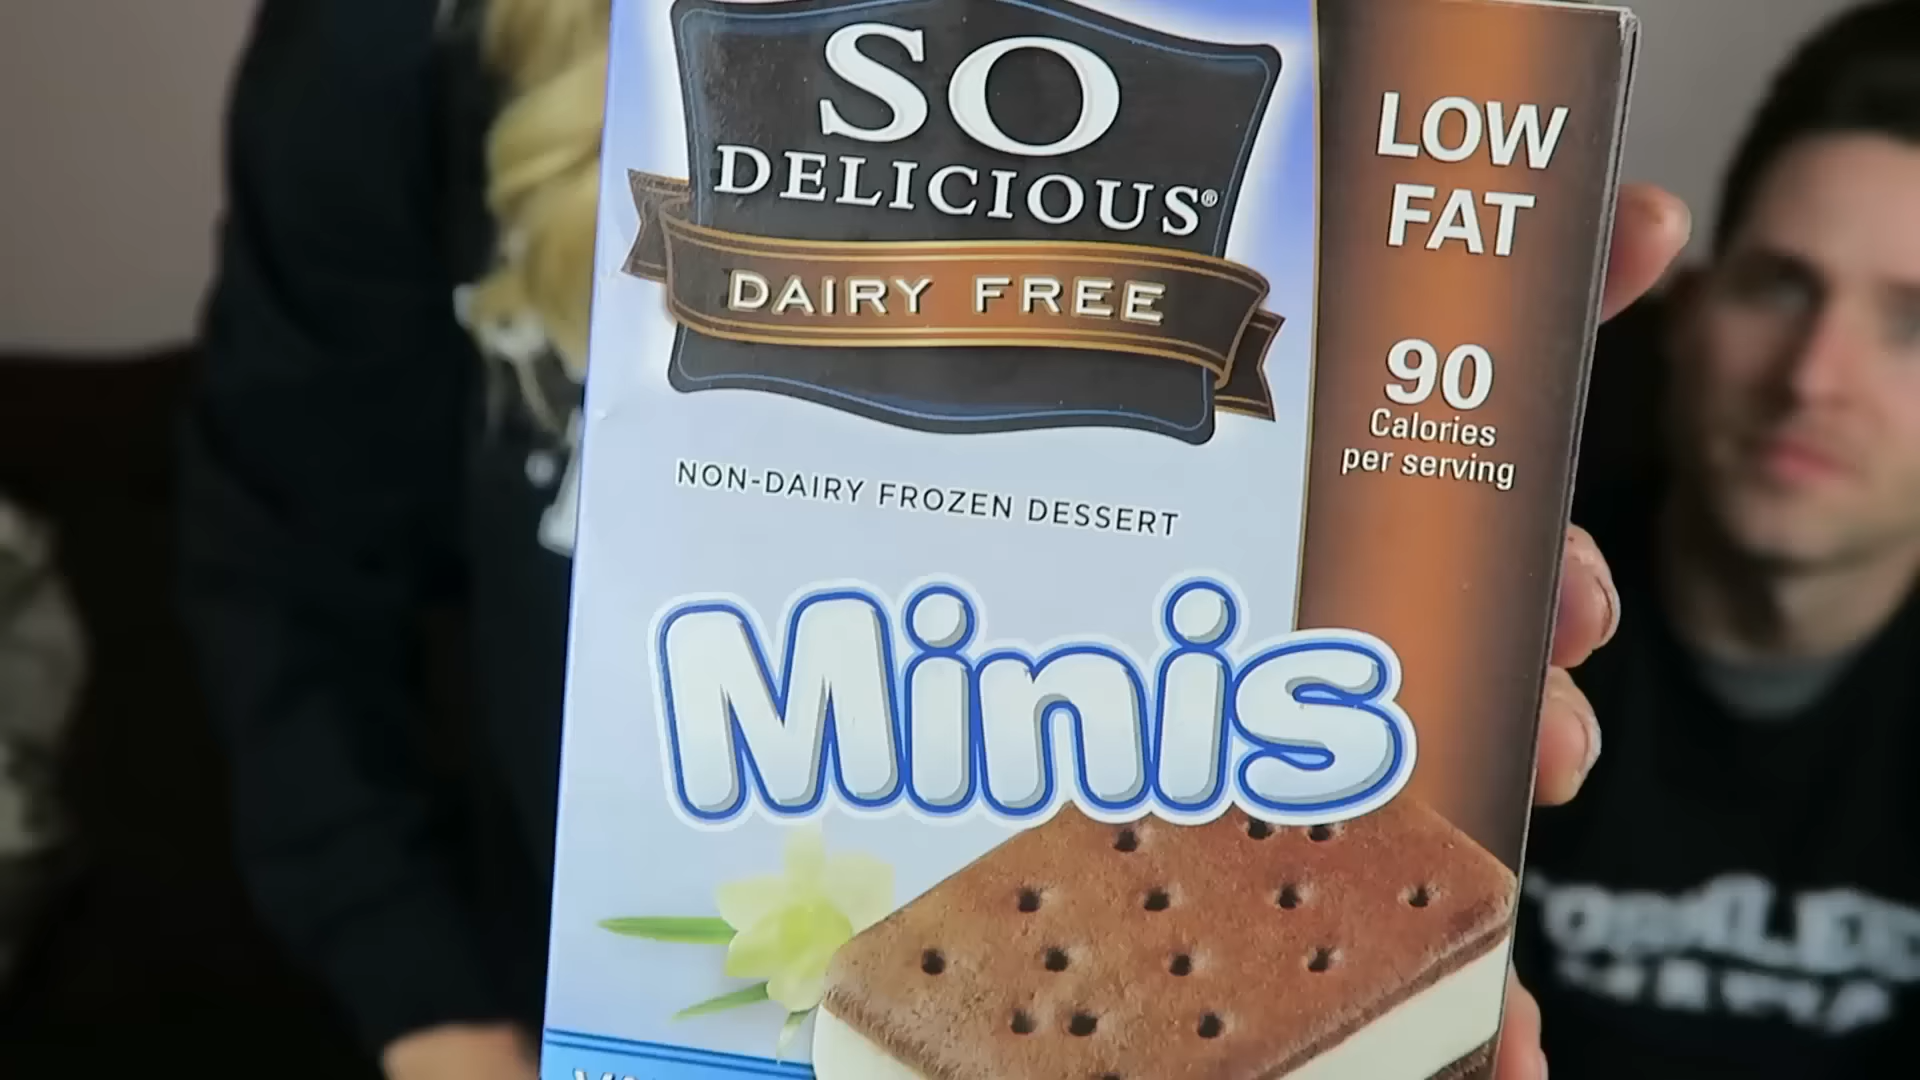 SO
DELICIOUS®
DAIRY FREE
NON-DAIRY FROZEN DESSERT
Minis
LOW
FAT
90
Calories
per serving